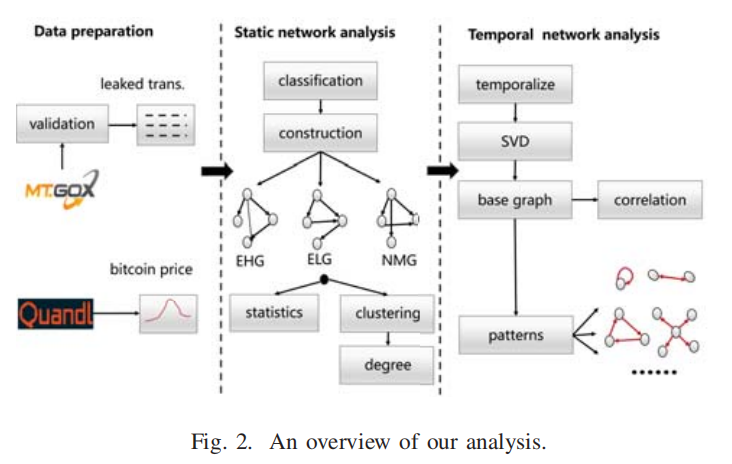 Data preparation
leaked trans.
validation
MT.GOX
bitcoin price
Quandl
Static network analysis
classification
construction
EHG
ELG
NMG
statistics
clustering
degree
Temporal network analysis
temporalize
SVD
base graph
correlation
patterns
......
Fig. 2. An overview of our analysis.